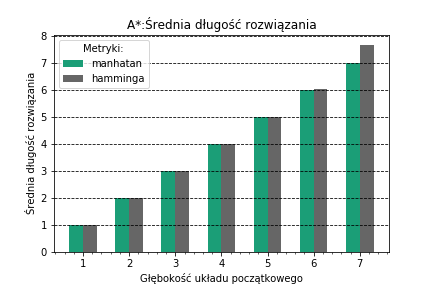 A*:Średnia długość rozwiązania
8
7
6
5
4
3
2
1
0
Średnia długość rozwiązania
Metryki:
manhatan
hamminga
1 2 3 4 5 6 7
Głębokość układu początkowego